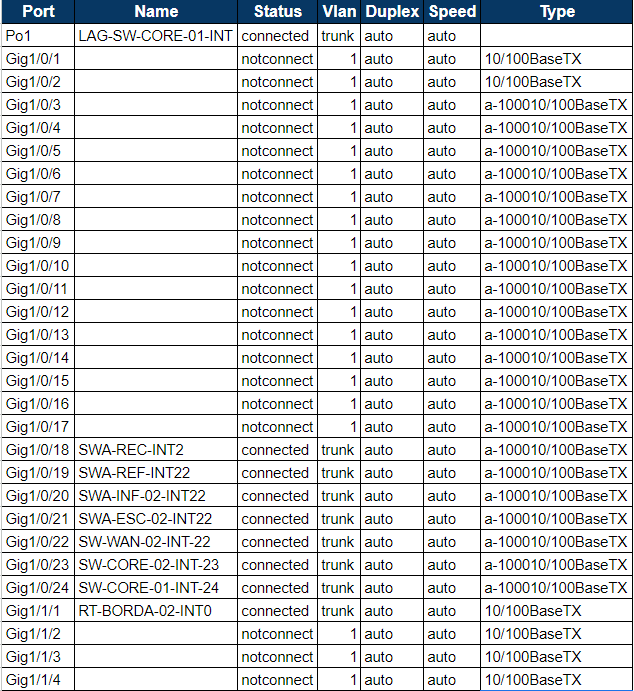 Port Name Status Vlan Duplex Speed Type
Po1 LAG-SW-CORE-01-INT connected trunk auto auto
Gig1/0/1 notconnect 1 auto auto 10/100BaseTX
Gig1/0/2 notconnect 1 auto auto 10/100BaseTX
Gig1/0/3 notconnect 1 auto auto a-100010/100BaseTX
Gig1/0/4 notconnect 1 auto auto a-100010/100BaseTX
Gig1/0/5 notconnect 1 auto auto a-100010/100BaseTX
Gig1/0/6 notconnect 1 auto auto a-100010/100BaseTX
Gig1/0/7 notconnect 1 auto auto a-100010/100BaseTX
Gig1/0/8 notconnect 1 auto auto a-100010/100BaseTX
Gig1/0/9 notconnect 1 auto auto a-100010/100BaseTX
Gig1/0/10 notconnect 1 auto auto a-100010/100BaseTX
Gig1/0/11 notconnect 1 auto auto a-100010/100BaseTX
Gig1/0/12 notconnect 1 auto auto a-100010/100BaseTX
Gig1/0/13 notconnect 1 auto auto a-100010/100BaseTX
Gig1/0/14 notconnect 1 auto auto a-100010/100BaseTX
Gig1/0/15 notconnect 1 auto auto a-100010/100BaseTX
Gig1/0/16 notconnect 1 auto auto a-100010/100BaseTX
Gig1/0/17 notconnect 1 auto auto a-100010/100BaseTX
Gig1/0/18 SWA-REC-INT2 connected trunk auto auto a-100010/100BaseTX
Gig1/0/19 SWA-REF-INT22 connected trunk auto auto a-100010/100BaseTX
Gig1/0/20 SWA-INF-02-INT22 connected trunk auto auto a-100010/100BaseTX
Gig1/0/21 SWA-ESC-02-INT22 connected trunk auto auto a-100010/100BaseTX
Gig1/0/22 SW-WAN-02-INT-22 connected trunk auto auto a-100010/100BaseTX
Gig1/0/23 SW-CORE-02-INT-23 connected trunk auto auto a-100010/100BaseTX
Gig1/0/24 SW-CORE-01-INT-24 connected trunk auto auto a-100010/100BaseTX
Gig1/1/1 RT-BORDA-02-INT0 connected trunk auto auto 10/100BaseTX
Gig1/1/2 notconnect 1 auto auto 10/100BaseTX
Gig1/1/3 notconnect 1 auto auto 10/100BaseTX
Gig1/1/4 notconnect 1 auto auto 10/100BaseTX